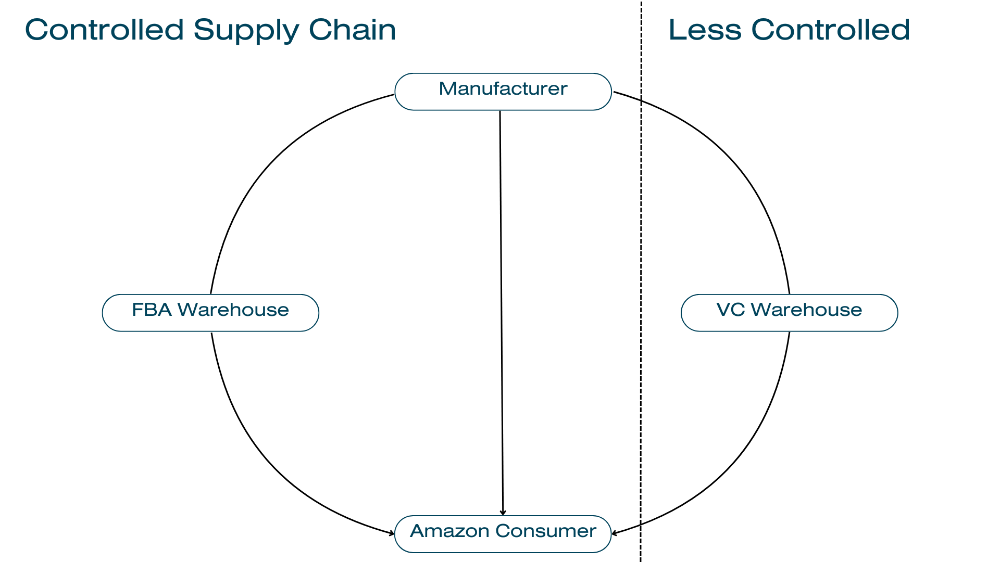 Controlled Supply Chain
Less Controlled
Manufacturer
FBA Warehouse
VC Warehouse
Amazon Consumer